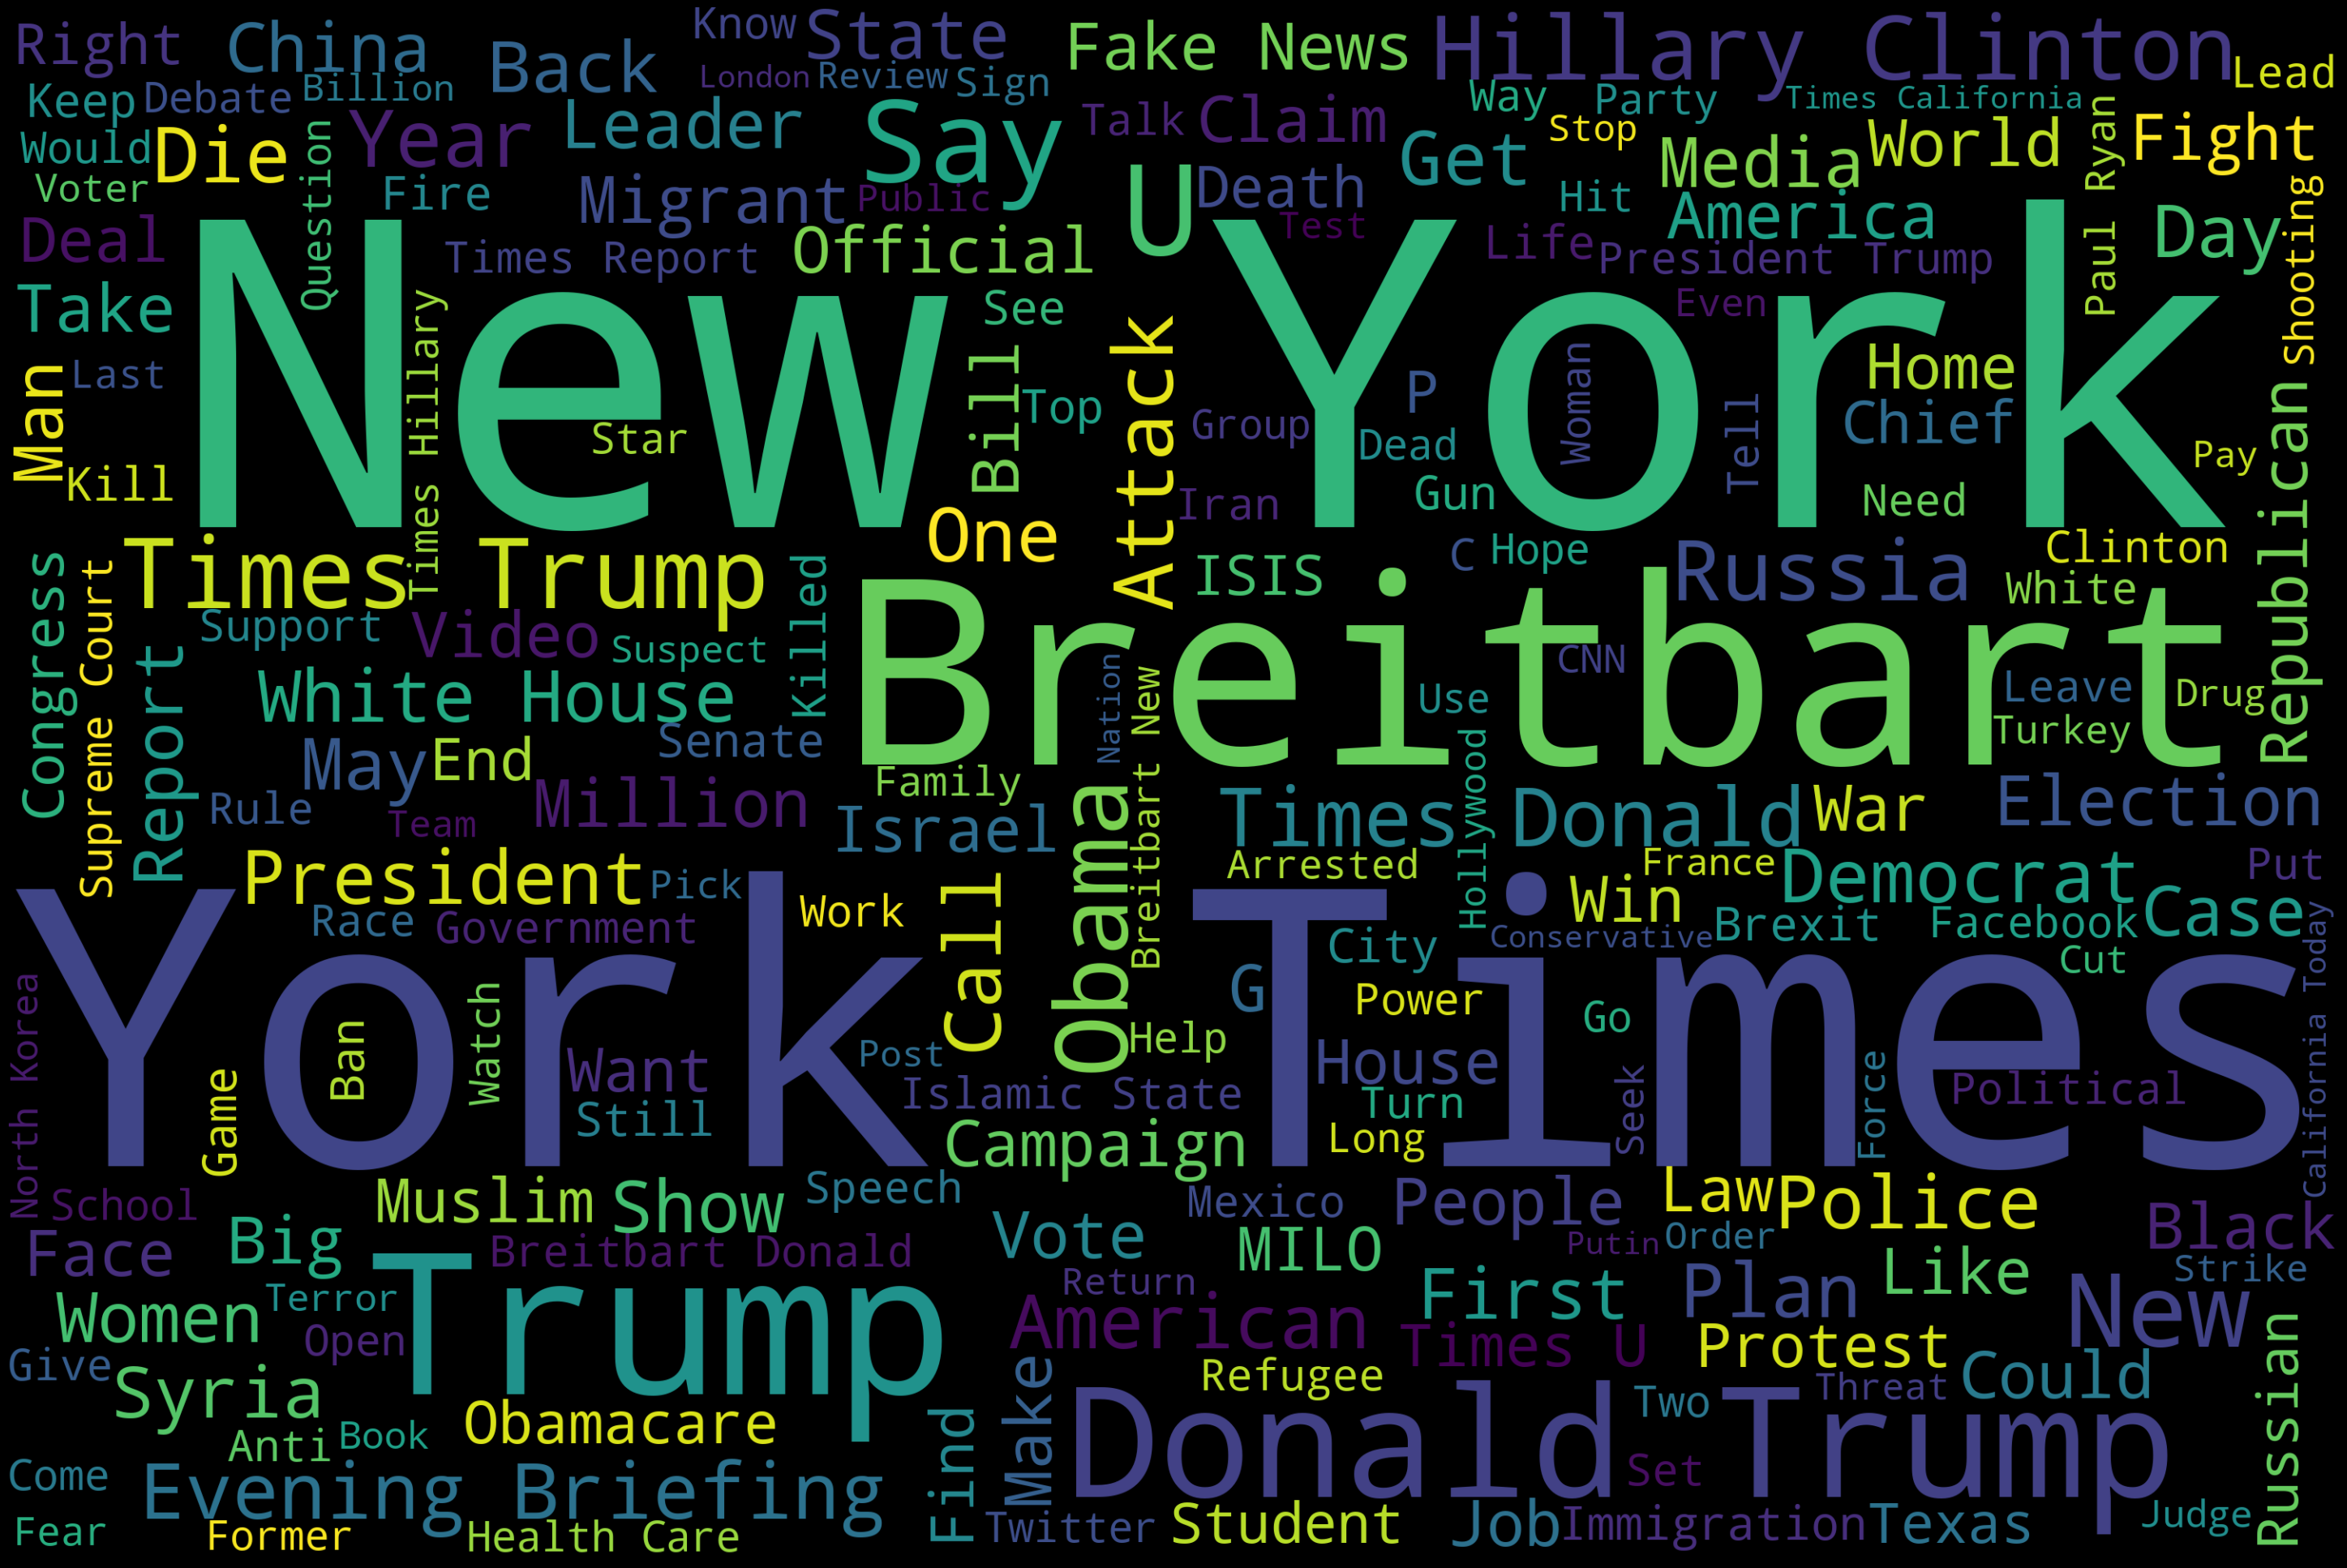 Right
China
Back
Know
State
Fake News
Hillary Clinton
Lead
London
Review
Sign
Keep
Debate
Billion
Way
Party
Times California
Would
Die
Year
Leader
Say
Talk
Claim
Get
Stop
Media
World
Fight
Voter
Question
Fire
Migrant
Public
U
Death
Hit
America
Paul Ryan
Shooting
Deal
Times Report
Official
Test
Life
President Trump
Day
Take
New
York
See
Even
Man
Last
Times Hillary
Star
Bill
Top
Attack
Group
P
Dead
Woman
Tell
Home
Chief
Republican
Pay
Kill
One
Iran
Gun
Need
Times Trump
ISIS
C
Hope
Russia
Clinton
White
Congress
Supreme Court
Report
Support
Video
Suspect
Killed
Breitbart
CNN
White House
Senate
Nation
Breitbart New
Use
Leave
Drug
Turkey
May
End
Family
Hollywood
Rule
Team
Million
Israel
Obama
Times Donald
War
Election
President
Pick
Call
Arrested
France
Democrat
Put
Race
Government
Work
Win
Brexit
Facebook
Case
York
Times
City
Conservative
Cut
California Today
North Korea
Ban
Watch
G
Power
Go
Game
Want
Post
Help
House
Seek
Force
Political
Still
Islamic State
Turn
Campaign
Long
School
Muslim
Show
Speech
Mexico
People
Law
Police
Black
Face
Big
Breitbart Donald
Vote
MILO
Putin
Order
Women
Terror
Trump
Return
First
Plan
Like
Strike
New
Open
American
Times U
Protest
Russian
Give
Syria
Make
Refugee
Two
Threat
Could
Obamacare
Find
Donald Trump
Anti
Book
Come
Evening Briefing
Set
Fear
Former
Health Care
Twitter
Student
Job
Immigration
Texas
Judge